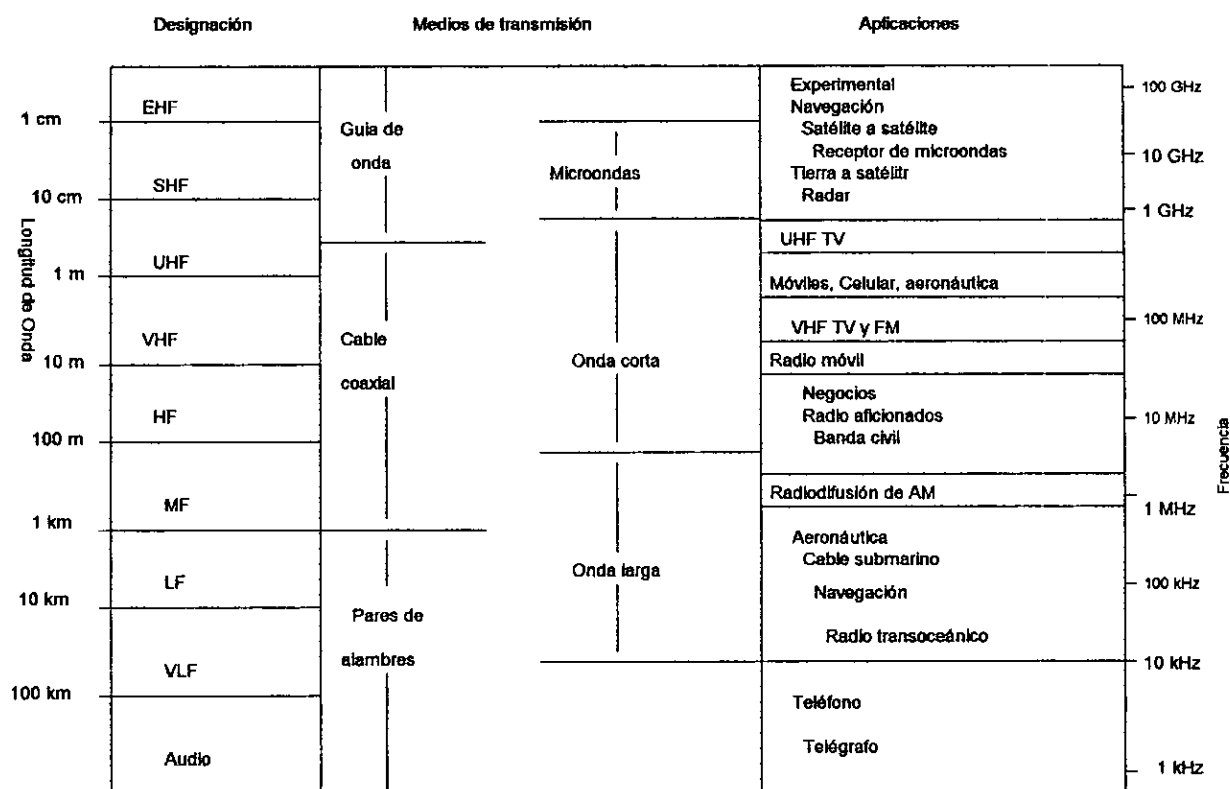 Designación
Medios de transmisión
Aplicaciones
Longitud de Onda
1 cm
10 cm
1 m
10 m
100 m
1 km
10 km
100 km
EHF
SHF
UHF
VHF
HF
MF
LF
VLF
Audio
Guia de
onda
Cable
coaxial
Pares de
alambres
Microondas
Onda corta
Onda larga
Experimental
Navegación
Satélite a satélite
Receptor de microondas
Tierra a satélitr
Radar
UHF TV
Móviles, Celular, aeronáutica
VHF TV y FM
Radio móvil
Negocios
Radio aficionados
Banda civil
Radiodifusión de AM
Aeronáutica
Cable submarino
Navegación
Radio transoceánico
Teléfono
Telégrafo
100 GHz
10 GHz
1 GHz
100 MHz
10 MHz
1 MHz
100 kHz
10 kHz
1 kHz
Frecuencia